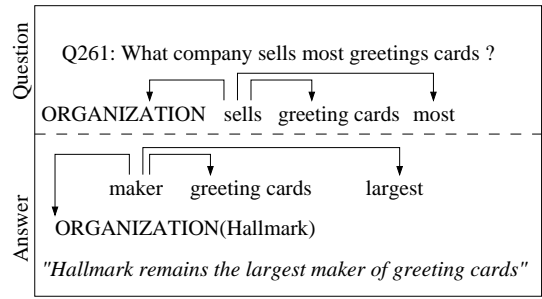 Question
Q261: What company sells most greetings cards ?
ORGANIZATION sells greeting cards most
Answer
maker greeting cards largest
ORGANIZATION(Hallmark)
"Hallmark remains the largest maker of greeting cards"